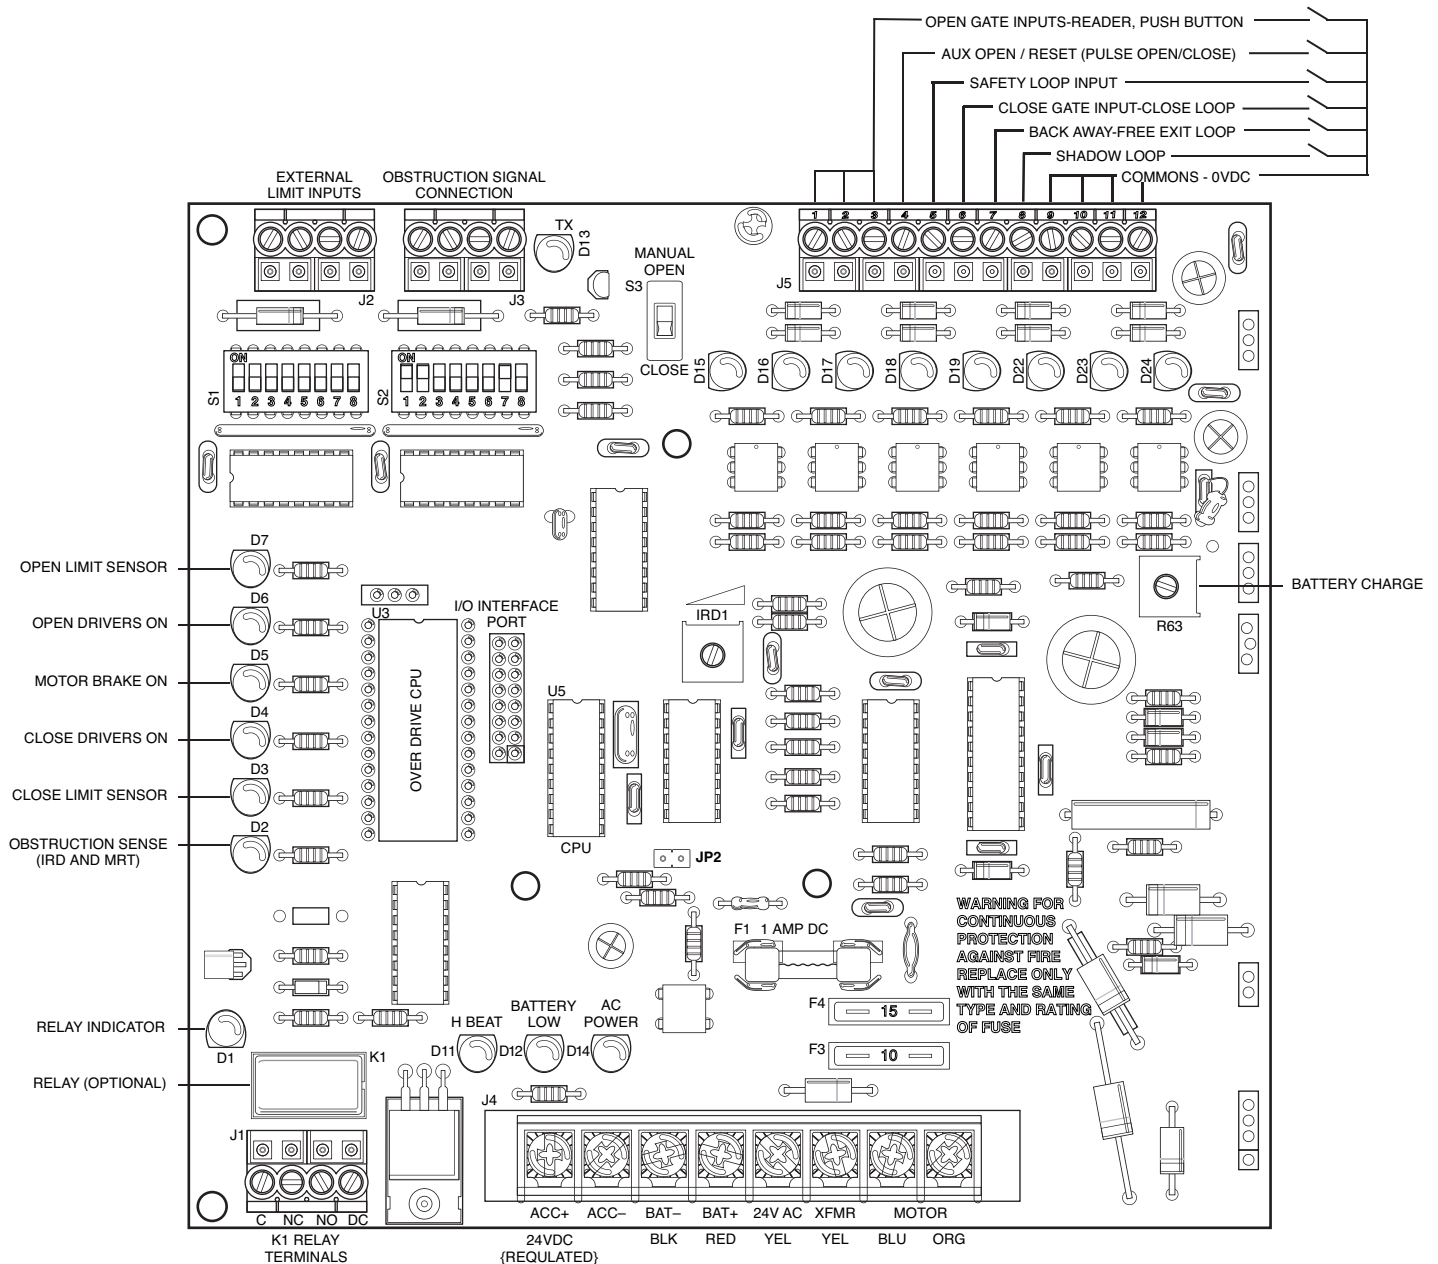 OPEN GATE INPUTS-READER, PUSH BUTTON
AUX OPEN / RESET (PULSE OPEN/CLOSE)
SAFETY LOOP INPUT
CLOSE GATE INPUT-CLOSE LOOP
BACK AWAY-FREE EXIT LOOP
SHADOW LOOP
COMMONS - 0VDC
EXTERNAL
LIMIT INPUTS
OBSTRUCTION SIGNAL
CONNECTION
1 2 3 4 5 6 7 8 9 10 11 12
TX
D13
J2
J3
J5
MANUAL
OPEN
S3
CLOSE
ON
1 2 3 4 5 6 7 8
S1
ON
1 2 3 4 5 6 7 8
S2
D15
D16
D17
D18
D19
D22
D23
D24
OPEN LIMIT SENSOR
D7
OPEN DRIVERS ON
D6
MOTOR BRAKE ON
D5
CLOSE DRIVERS ON
D4
CLOSE LIMIT SENSOR
D3
OBSTRUCTION SENSE
(IRD AND MRT)
D2
U3
OVER DRIVE CPU
I/O INTERFACE
PORT
U5
CPU
IRD1
BATTERY CHARGE
R63
JP2
F1 1 AMP DC
F4
15
F3
10
WARNING FOR
CONTINUOUS
PROTECTION
AGAINST FIRE
REPLACE ONLY
WITH THE SAME
TYPE AND RATING
OF FUSE
RELAY INDICATOR
D1
RELAY (OPTIONAL)
K1
H BEAT
D11
BATTERY
LOW
D12
AC
POWER
D14
J1
C NC NO DC
K1 RELAY
TERMINALS
J4
ACC+ ACC– BAT– BAT+ 24V AC XFMR MOTOR
24VDC BLK RED YEL YEL BLU ORG
{REQULATED}